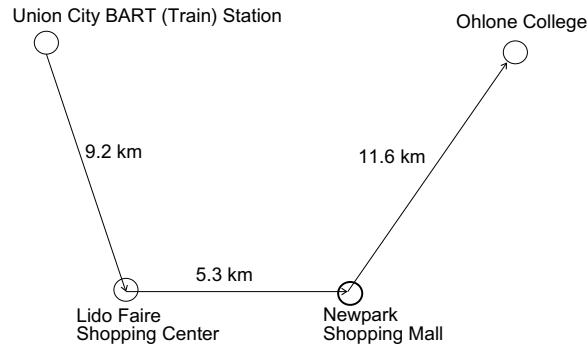 Union City BART (Train) Station
Ohlone College
9.2 km
11.6 km
5.3 km
Lido Faire
Shopping Center
Newpark
Shopping Mall